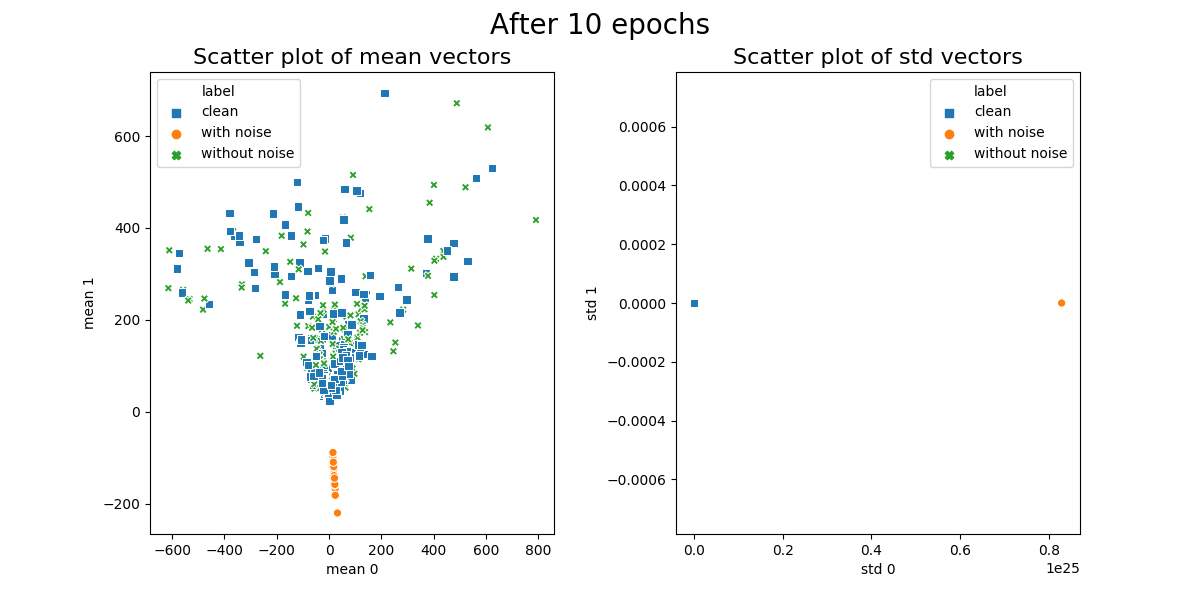 After 10 epochs
Scatter plot of mean vectors
label
clean
with noise
without noise
mean 1
600
400
200
0
−200
−600
−400
−200
0
200
400
600
800
mean 0
Scatter plot of std vectors
label
clean
with noise
without noise
std 1
0.0006
0.0004
0.0002
0.0000
−0.0002
−0.0004
−0.0006
0.0
0.2
0.4
0.6
0.8
1e25
std 0